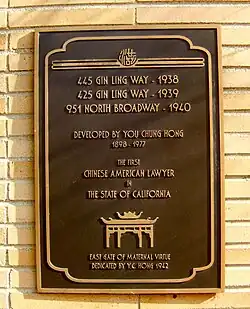 445 GIN LING WAY - 1938
425 GIN LING WAY - 1939
951 NORTH BROADWAY - 1940
DEVELOPED BY YOU CHUNG HONG
1898 - 1977
THE FIRST
CHINESE AMERICAN LAWYER
IN
THE STATE OF CALIFORNIA
EAST GATE OF MATERNAL VIRTUE
DEDICATED BY Y.C. HONG 1942